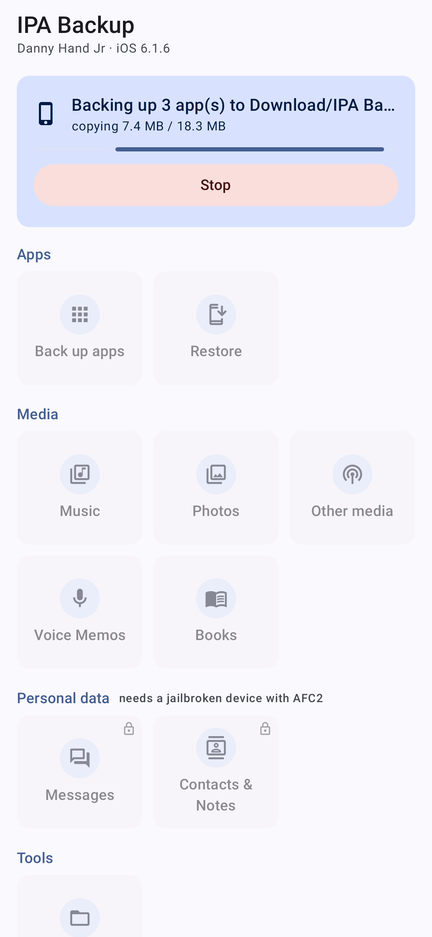 IPA Backup
Danny Hand Jr · iOS 6.1.6
Backing up 3 app(s) to Download/IPA Ba…
copying 7.4 MB / 18.3 MB
Stop
Apps
Back up apps
Restore
Media
Music
Photos
Other media
Voice Memos
Books
Personal data needs a jailbroken device with AFC2
Messages
Contacts &
Notes
Tools